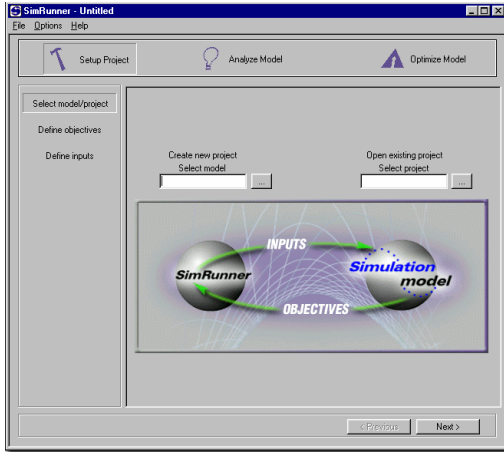 SimRunner - Untitled
File Options Help
Setup Project
Analyze Model
Optimize Model
Select model/project
Define objectives
Define inputs
Create new project
Select model
...
Open existing project
Select project
...
INPUTS
SimRunner
Simulation
model
OBJECTIVES
< Previous
Next >